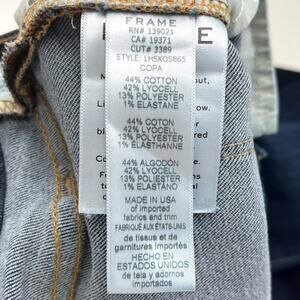 FRAME
RN# 139021
CA# 19371
CUT# 3389
STYLE: LHSK0S865
COPA
44% COTTON
42% LYOCELL
13% POLYESTER
1% ELASTANE
44% COTON
42% LYOCELL
13% POLYESTER
1% ÉLASTHANNE
44% ALGODÓN
42% LYOCELL
13% POLIESTER
1% ELASTANO
MADE IN USA
of imported
fabrics and trim
FABRIQUÉ AUX ÉTATS-UNIS
de tissus et de
garnitures importés
HECHO EN
ESTADOS UNIDOS
de tela y adornos
importados